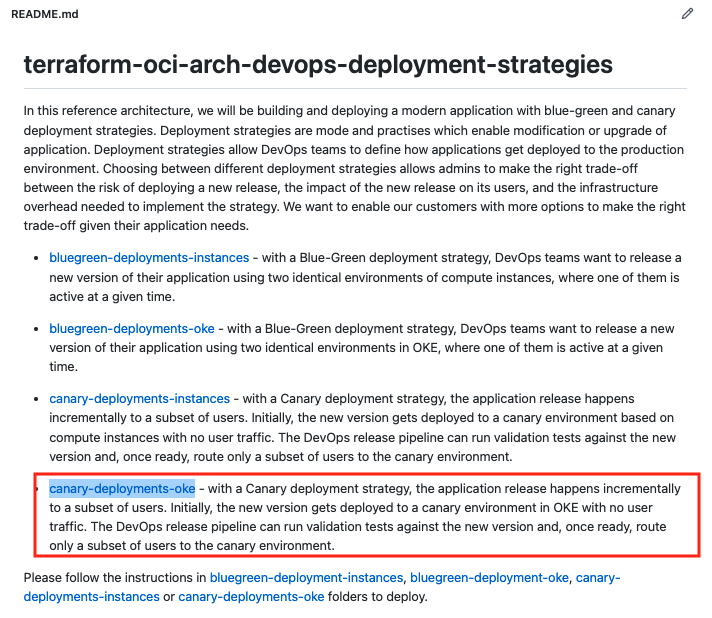 README.md
terraform-oci-arch-devops-deployment-strategies
In this reference architecture, we will be building and deploying a modern application with blue-green and canary
deployment strategies. Deployment strategies are mode and practises which enable modification or upgrade of
application. Deployment strategies allow DevOps teams to define how applications get deployed to the production
environment. Choosing between different deployment strategies allows admins to make the right trade-off
between the risk of deploying a new release, the impact of the new release on its users, and the infrastructure
overhead needed to implement the strategy. We want to enable our customers with more options to make the right
trade-off given their application needs.
• bluegreen-deployments-instances - with a Blue-Green deployment strategy, DevOps teams want to release a
new version of their application using two identical environments of compute instances, where one of them is
active at a given time.
• bluegreen-deployments-oke - with a Blue-Green deployment strategy, DevOps teams want to release a new
version of their application using two identical environments in OKE, where one of them is active at a given
time.
• canary-deployments-instances - with a Canary deployment strategy, the application release happens
incrementally to a subset of users. Initially, the new version gets deployed to a canary environment based on
compute instances with no user traffic. The DevOps release pipeline can run validation tests against the new
version and, once ready, route only a subset of users to the canary environment.
• canary-deployments-oke - with a Canary deployment strategy, the application release happens incrementally
to a subset of users. Initially, the new version gets deployed to a canary environment in OKE with no user
traffic. The DevOps release pipeline can run validation tests against the new version and, once ready, route
only a subset of users to the canary environment.
Please follow the instructions in bluegreen-deployment-instances, bluegreen-deployment-oke, canary-
deployments-instances or canary-deployments-oke folders to deploy.